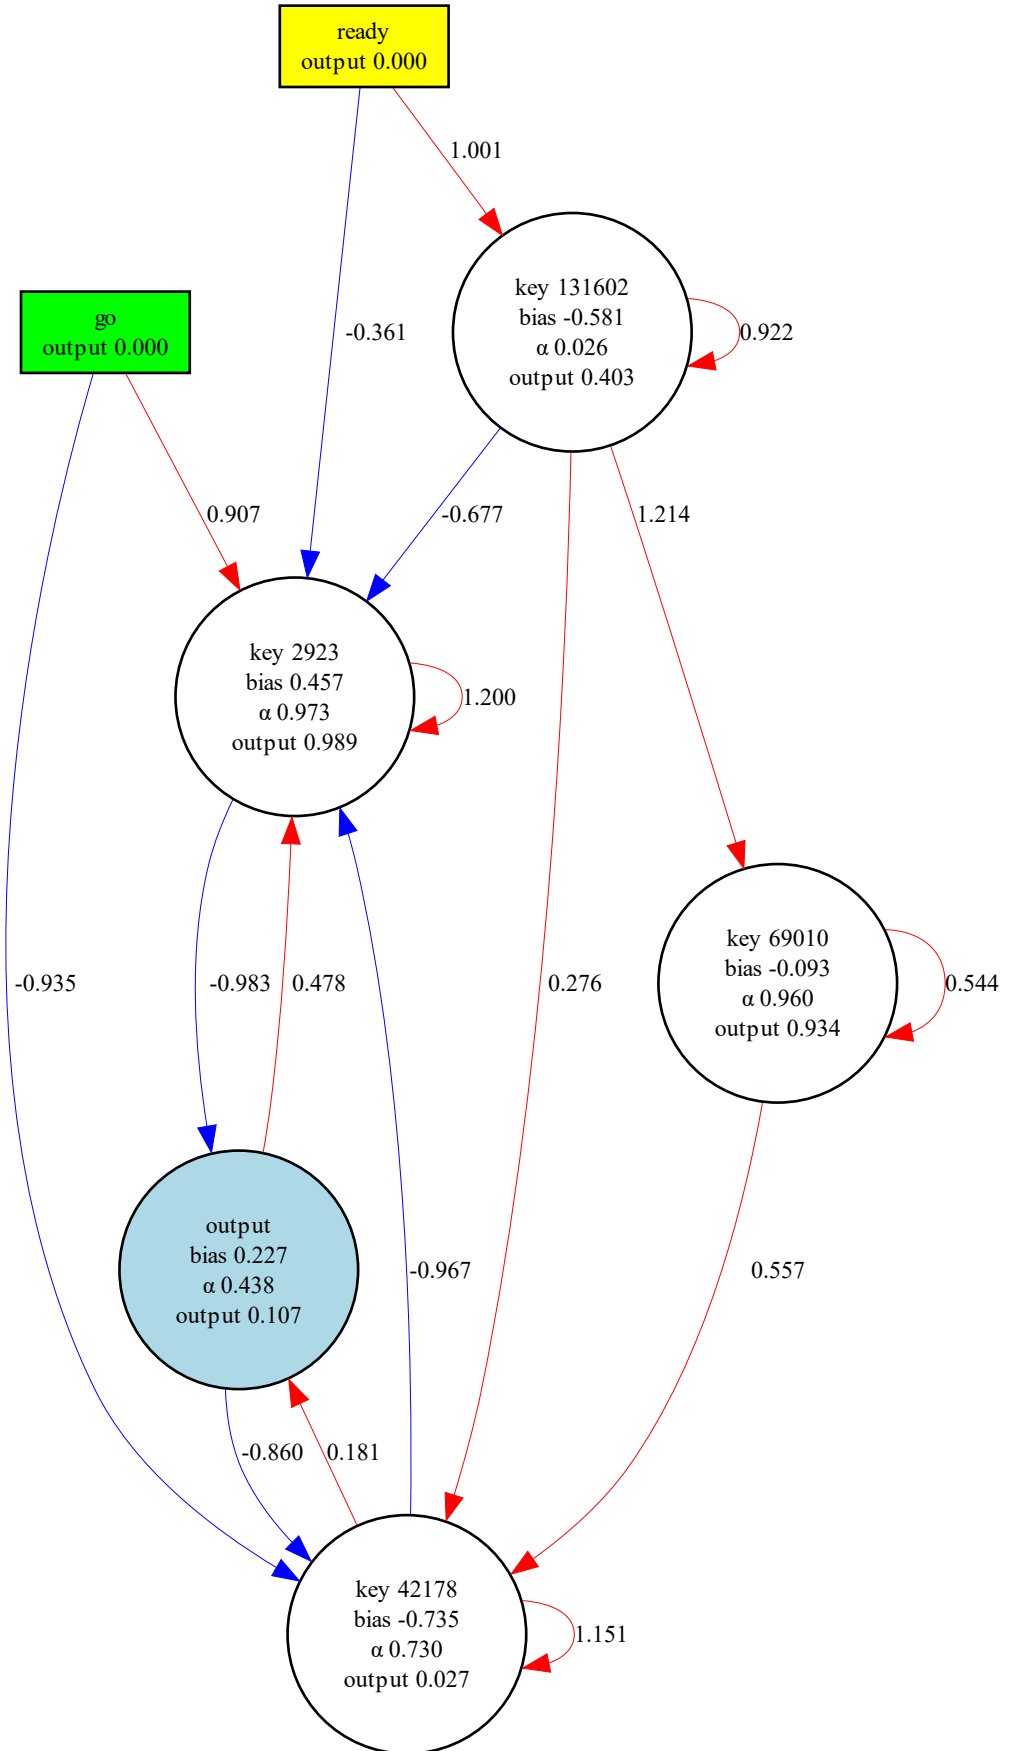 ready
output 0.000
1.001
key 131602
bias -0.581
α 0.026
output 0.403
0.922
go
output 0.000
-0.361
0.907
-0.677
1.214
key 2923
bias 0.457
α 0.973
output 0.989
1.200
key 69010
bias -0.093
α 0.960
output 0.934
0.544
-0.935
-0.983
0.478
0.276
output
bias 0.227
α 0.438
output 0.107
-0.967
0.557
-0.860
0.181
key 42178
bias -0.735
α 0.730
output 0.027
1.151